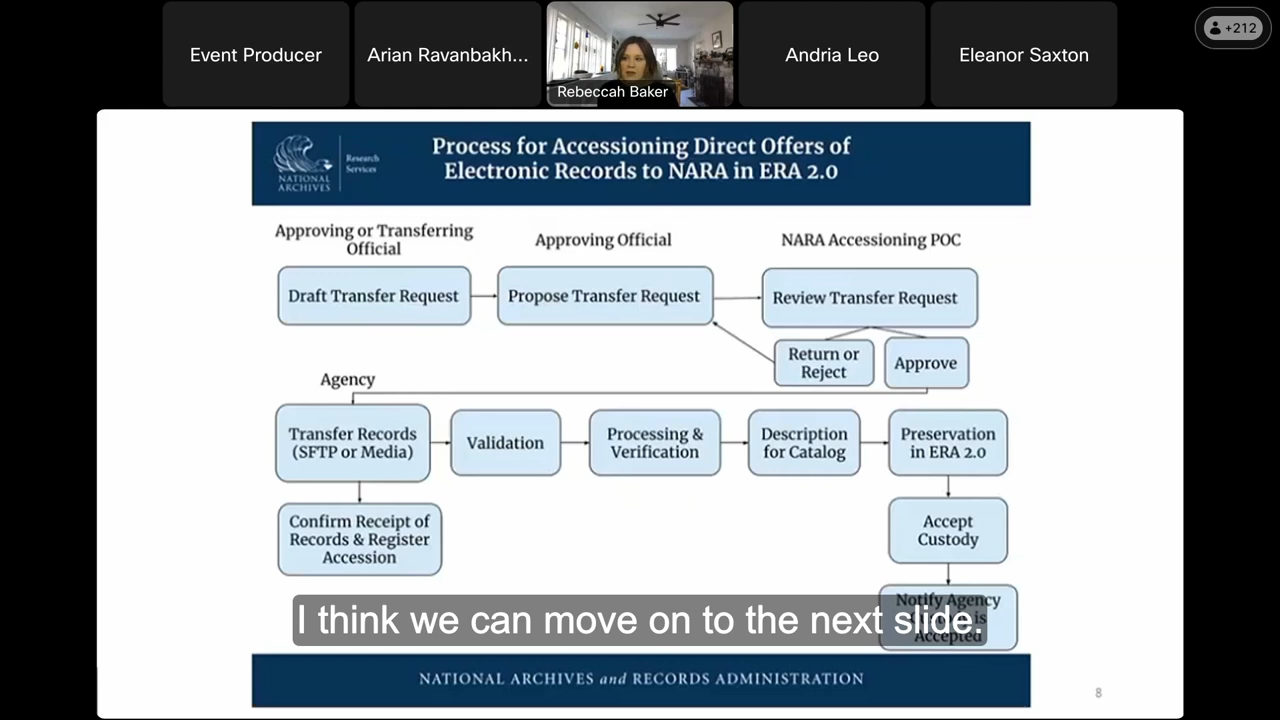 Event Producer
Arian Ravanbakh...
Rebeccah Baker
Andria Leo
Eleanor Saxton
+212
NATIONAL
ARCHIVES
Research
Services
Process for Accessioning Direct Offers of
Electronic Records to NARA in ERA 2.0
Approving or Transferring
Official
Approving Official
NARA Accessioning POC
Draft Transfer Request
Propose Transfer Request
Review Transfer Request
Return or
Reject
Approve
Agency
Transfer Records
(SFTP or Media)
Validation
Processing &
Verification
Description
for Catalog
Preservation
in ERA 2.0
Confirm Receipt of
Records & Register
Accession
Accept
Custody
Notify Agency
is
Accepted
I think we can move on to the next slide.
NATIONAL ARCHIVES and RECORDS ADMINISTRATION
8